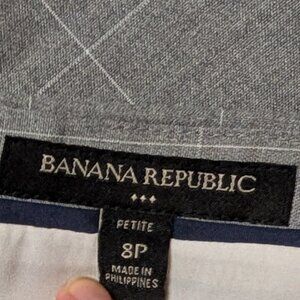 BANANA REPUBLIC
PETITE
8P
MADE IN
PHILIPPINES